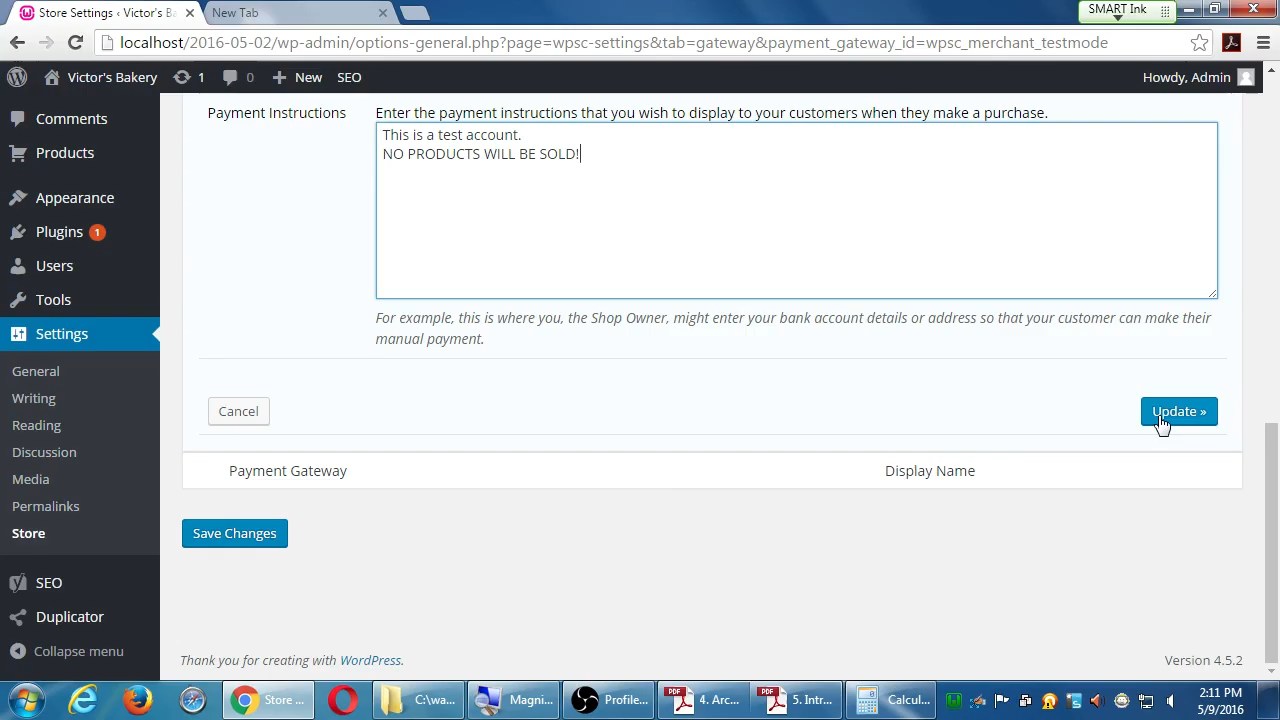 Store Settings ‹ Victor's Ba
New Tab
SMART Ink
localhost/2016-05-02/wp-admin/options-general.php?page=wpsc-settings&tab=gateway&payment_gateway_id=wpsc_merchant_testmode
Victor's Bakery
1
0
New
SEO
Howdy, Admin
Comments
Products
Appearance
Plugins 1
Users
Tools
Settings
General
Writing
Reading
Discussion
Media
Permalinks
Store
SEO
Duplicator
Collapse menu
Payment Instructions
Enter the payment instructions that you wish to display to your customers when they make a purchase.
This is a test account.
NO PRODUCTS WILL BE SOLD!
For example, this is where you, the Shop Owner, might enter your bank account details or address so that your customer can make their
manual payment.
Cancel
Update »
Payment Gateway
Display Name
Save Changes
Thank you for creating with WordPress.
Version 4.5.2
Store ...
C:\wa...
Magni...
Profile...
4. Arc...
5. Intr...
Calcul...
2:11 PM
5/9/2016